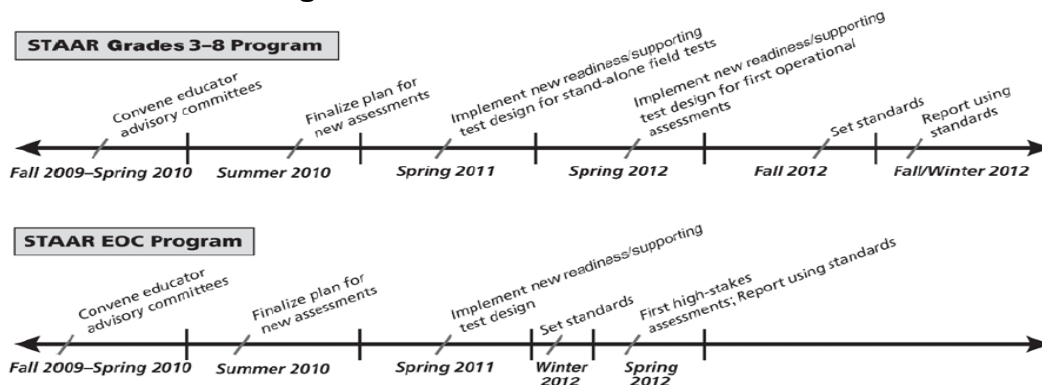 STAAR Grades 3–8 Program
Convene educator
advisory committees
Finalize plan for
new assessments
Implement new readiness/supporting
test design for stand-alone field tests
Implement new readiness/supporting
test design for first operational
assessments
Set standards
Report using
standards
Fall 2009–Spring 2010
Summer 2010
Spring 2011
Spring 2012
Fall 2012
Fall/Winter 2012
STAAR EOC Program
Convene educator
advisory committees
Finalize plan for
new assessments
Implement new readiness/supporting
test design
Set standards
First high-stakes
assessments; Report using standards
Fall 2009–Spring 2010
Summer 2010
Spring 2011
Winter
2012
Spring
2012